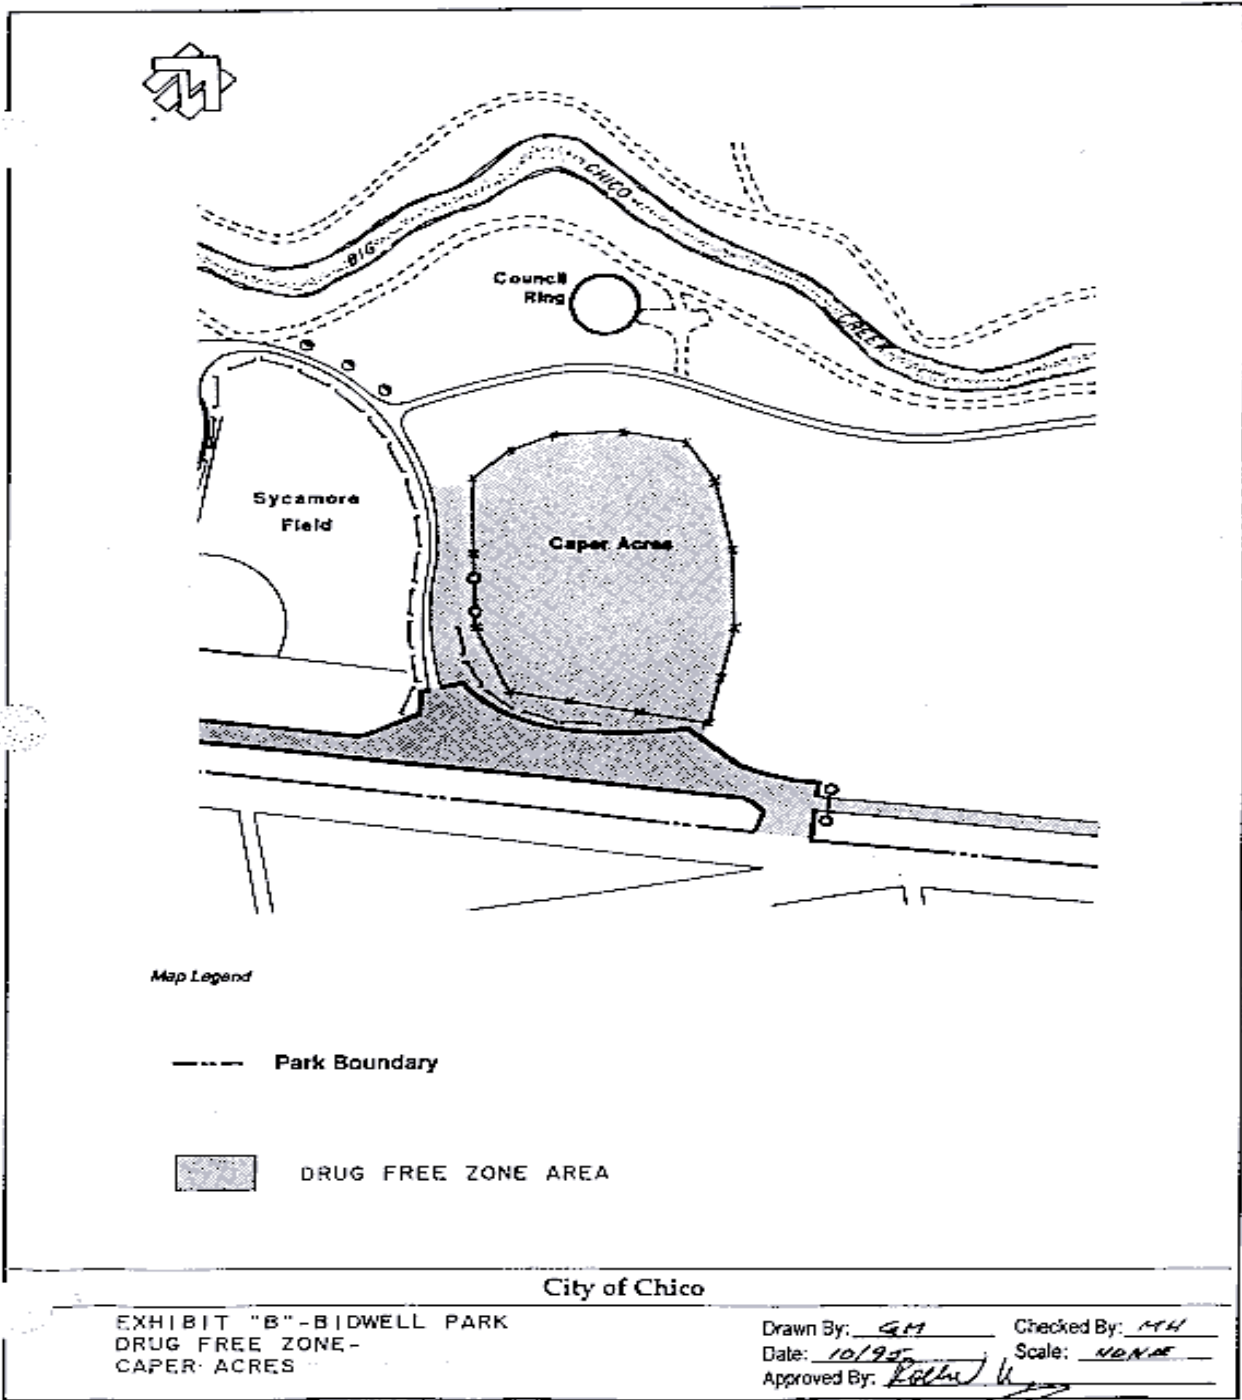 BIG
CHICO
CREEK
Council
Ring
Sycamore
Field
Caper Acres
Map Legend
Park Boundary
DRUG FREE ZONE AREA
City of Chico
EXHIBIT "B"-BIDWELL PARK
DRUG FREE ZONE-
CAPER ACRES
Drawn By: GM
Checked By: MH
Date: 10/95
Scale: NONE
Approved By: